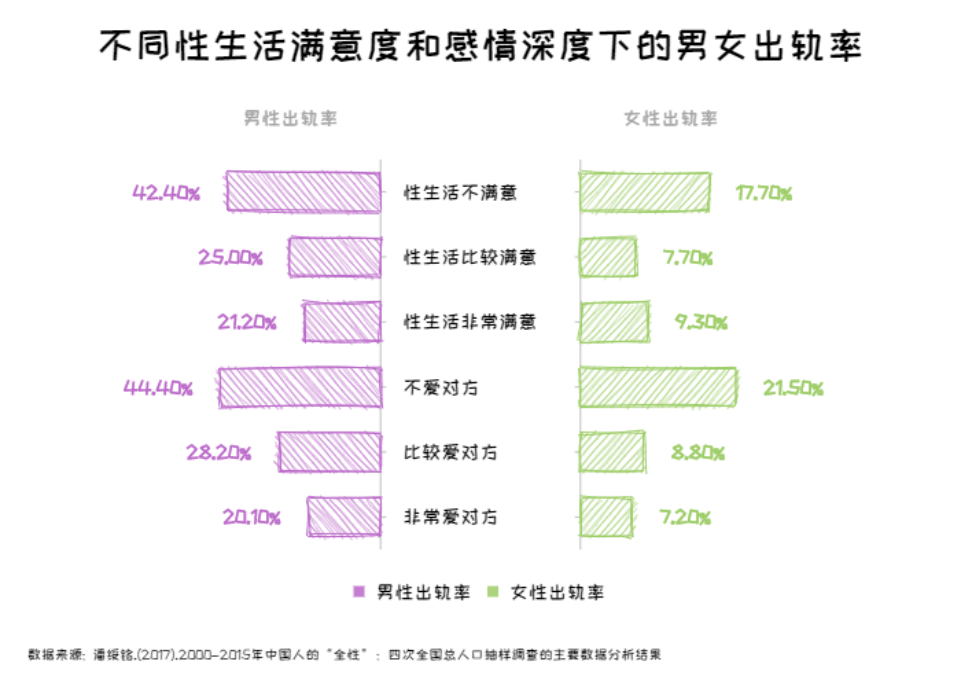 不同性生活满意度和感情深度下的男女出轨率
男性出轨率 女性出轨率
42.40% 性生活不满意 17.70%
25.00% 性生活比较满意 7.70%
21.20% 性生活非常满意 9.30%
44.40% 不爱对方 21.50%
28.20% 比较爱对方 8.80%
20.10% 非常爱对方 7.20%
男性出轨率 女性出轨率
数据来源: 潘绥铭.(2017).2000-2015年中国人的“全性”: 四次全国总人口抽样调查的主要数据分析结果